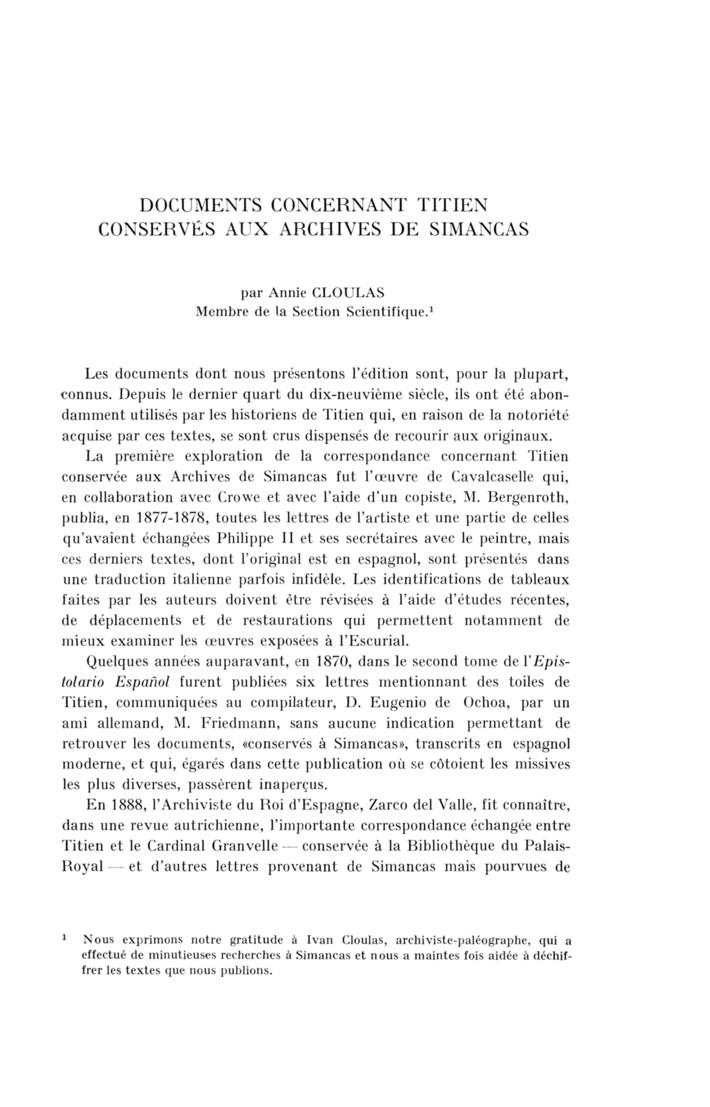 DOCUMENTS CONCERNANT TITIEN
CONSERVÉS AUX ARCHIVES DE SIMANCAS
par Annie CLOULAS
Membre de la Section Scientifique.¹
Les documents dont nous présentons l'édition sont, pour la plupart,
connus. Depuis le dernier quart du dix-neuvième siècle, ils ont été abon-
damment utilisés par les historiens de Titien qui, en raison de la notoriété
acquise par ces textes, se sont crus dispensés de recourir aux originaux.
La première exploration de la correspondance concernant Titien
conservée aux Archives de Simancas fut l'œuvre de Cavalcaselle qui,
en collaboration avec Crowe et avec l'aide d'un copiste, M. Bergenroth,
publia, en 1877-1878, toutes les lettres de l'artiste et une partie de celles
qu'avaient échangées Philippe II et ses secrétaires avec le peintre, mais
ces derniers textes, dont l'original est en espagnol, sont présentés dans
une traduction italienne parfois infidèle. Les identifications de tableaux
faites par les auteurs doivent être révisées à l'aide d'études récentes,
de déplacements et de restaurations qui permettent notamment de
mieux examiner les œuvres exposées à l'Escurial.
Quelques années auparavant, en 1870, dans le second tome de l'Epis-
tolario Español furent publiées six lettres mentionnant des toiles de
Titien, communiquées au compilateur, D. Eugenio de Ochoa, par un
ami allemand, M. Friedmann, sans aucune indication permettant de
retrouver les documents, «conservés à Simancas», transcrits en espagnol
moderne, et qui, égarés dans cette publication où se côtoient les missives
les plus diverses, passèrent inaperçus.
En 1888, l'Archiviste du Roi d'Espagne, Zarco del Valle, fit connaître,
dans une revue autrichienne, l'importante correspondance échangée entre
Titien et le Cardinal Granvelle — conservée à la Bibliothèque du Palais-
Royal — et d'autres lettres provenant de Simancas mais pourvues de
¹ Nous exprimons notre gratitude à Ivan Cloulas, archiviste-paléographe, qui a
effectué de minutieuses recherches à Simancas et nous a maintes fois aidée à déchif-
frer les textes que nous publions.